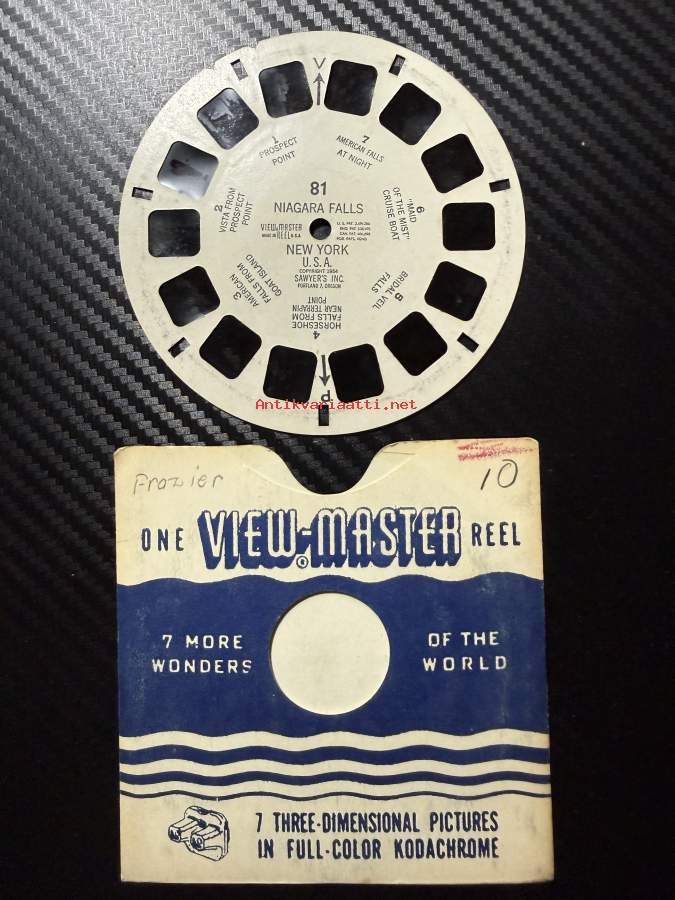 V
1
PROSPECT
POINT
7
AMERICAN FALLS
AT NIGHT
2
VISTA FROM
PROSPECT
POINT
81
NIAGARA FALLS
VIEW-MASTER
MADE IN REEL U.S.A.
NEW YORK
U.S.A.
COPYRIGHT 1954
SAWYER'S INC.
PORTLAND 7, OREGON
6
"MAID
OF THE MIST"
CRUISE BOAT
3
AMERICAN
FALLS FROM
GOAT ISLAND
BRIDAL VEIL
FALLS
4
HORSESHOE
FALLS FROM
NEAR TERRAPIN
POINT
P
Antikvariaatti.net
Frozier
10
ONE VIEW-MASTER REEL
®
7 MORE
WONDERS
OF THE
WORLD
7 THREE-DIMENSIONAL PICTURES
IN FULL-COLOR KODACHROME